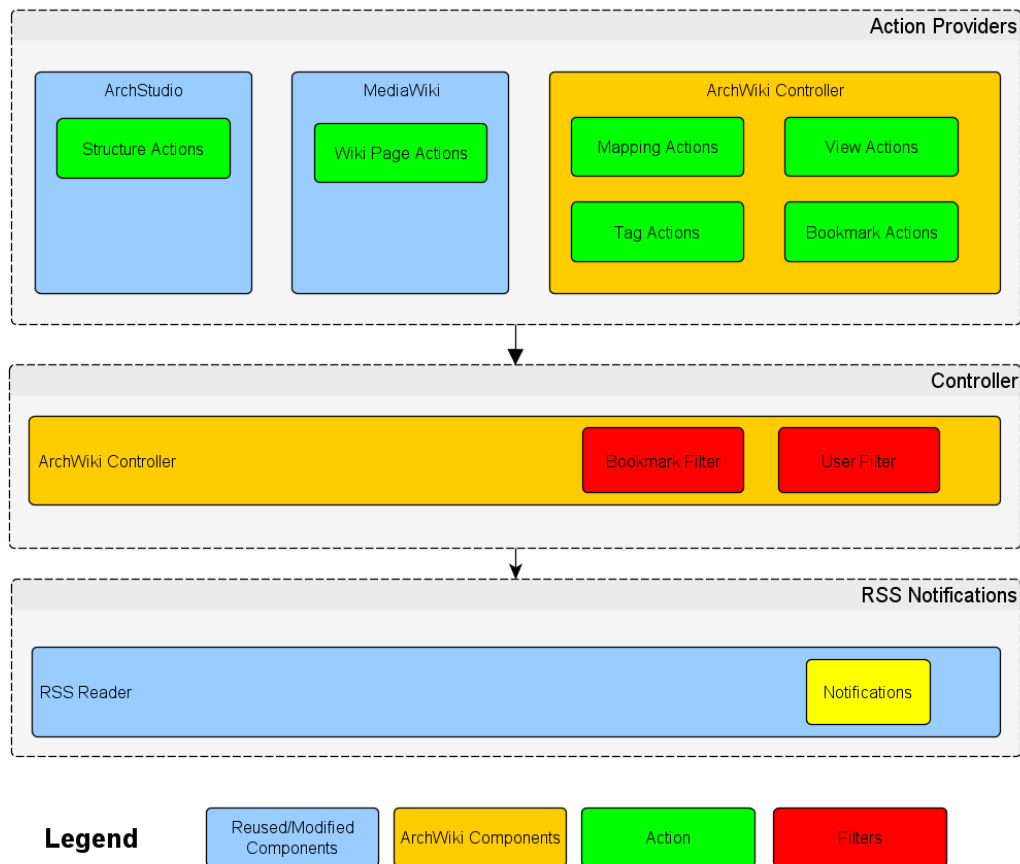 Action Providers
ArchStudio
MediaWiki
ArchWiki Controller
Structure Actions
Wiki Page Actions
Mapping Actions
View Actions
Tag Actions
Bookmark Actions
Controller
ArchWiki Controller
Bookmark Filter
User Filter
RSS Notifications
RSS Reader
Notifications
Legend
Reused/Modified
Components
ArchWiki Components
Action
Filters